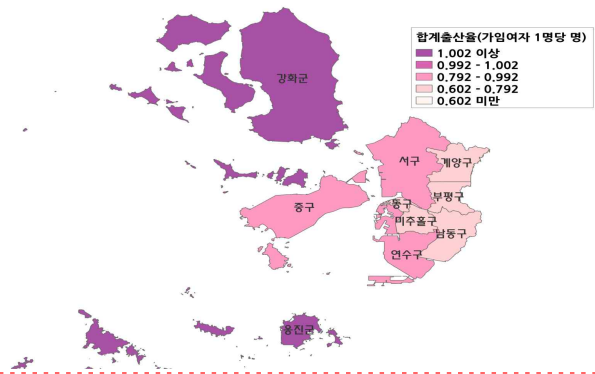 합계출산율(가임여자 1명당 명)
1.002 이상
0.992 - 1.002
0.792 - 0.992
0.602 - 0.792
0.602 미만
강화군
서구
계양구
부평구
중구
동구
미추홀구
남동구
연수구
옹진군